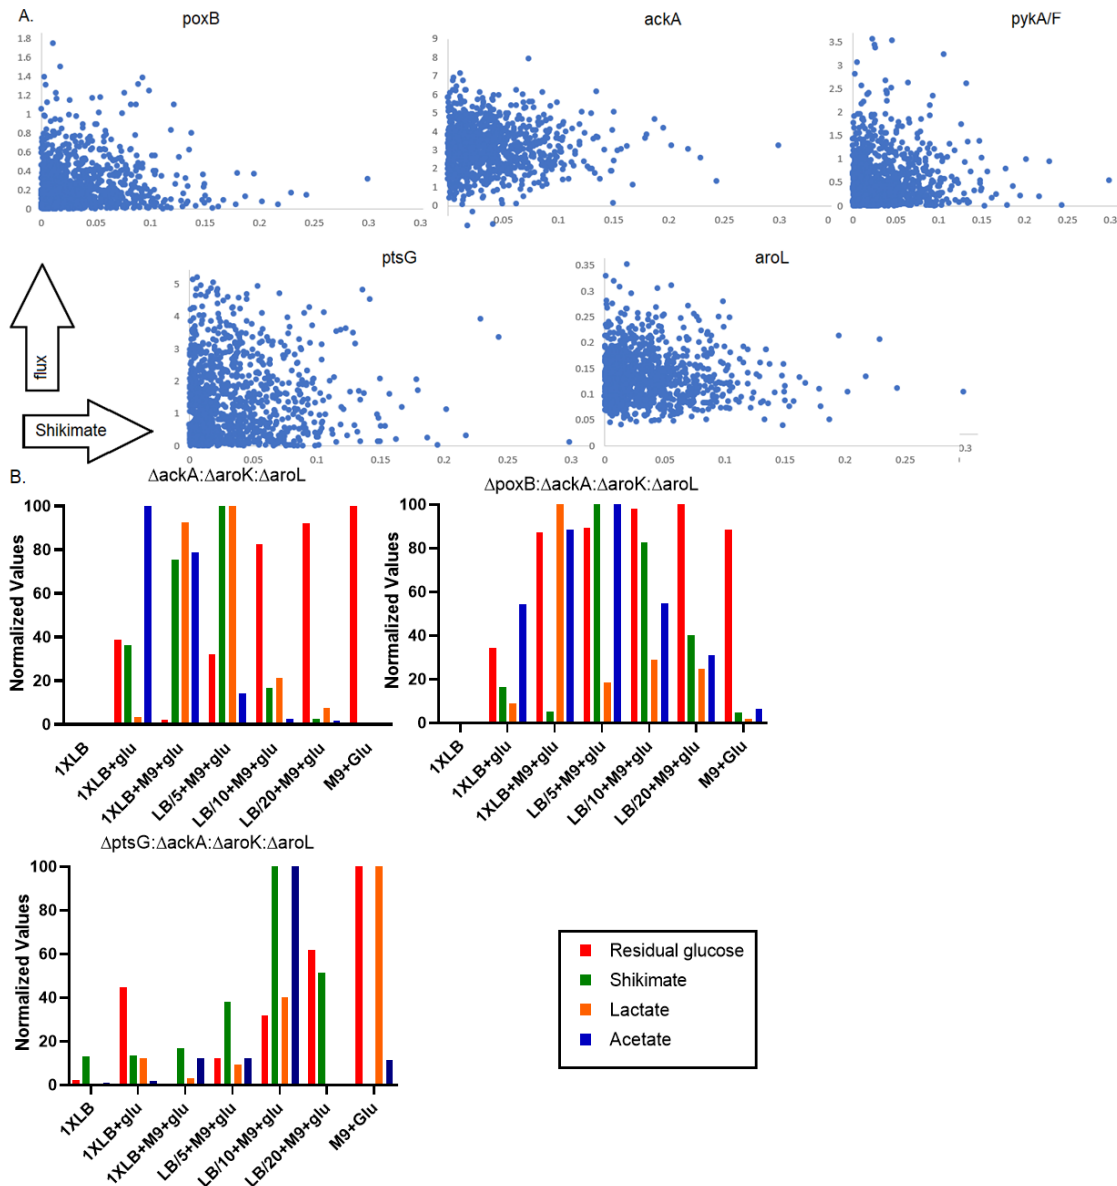 A.
poxB
1.8
1.6
1.4
1.2
1
0.8
0.6
0.4
0.2
0
0 0.05 0.1 0.15 0.2 0.25 0.3 0.3
ackA
9
8
7
6
5
4
3
2
1
0
0.05 0.1 0.15 0.2 0.25 0.3 0
pykA/F
3.5
3
2.5
2
1.5
1
0.5
0
0 0.05 0.1 0.15 0.2 0.25 0.3
flux
Shikimate
ptsG
5
4
3
2
1
0
0 0.05 0.1 0.15 0.2 0.25 0.3
aroL
0.35
0.3
0.25
0.2
0.15
0.1
0.05
0
0 0.05 0.1 0.15 0.2 0.25
B.
ΔackA:ΔaroK:ΔaroL
Normalized Values
100
80
60
40
20
0
1XLB
1XLB+glu
1XLB+M9+glu
LB/5+M9+glu
LB/10+M9+glu
LB/20+M9+glu
M9+Glu
ΔpoxB:ΔackA:ΔaroK:ΔaroL
Normalized Values
100
80
60
40
20
0
1XLB
1XLB+glu
1XLB+M9+glu
LB/5+M9+glu
LB/10+M9+glu
LB/20+M9+glu
M9+Glu
ΔptsG:ΔackA:ΔaroK:ΔaroL
Normalized Values
100
80
60
40
20
0
1XLB
1XLB+glu
1XLB+M9+glu
LB/5+M9+glu
LB/10+M9+glu
LB/20+M9+glu
M9+Glu
Residual glucose
Shikimate
Lactate
Acetate